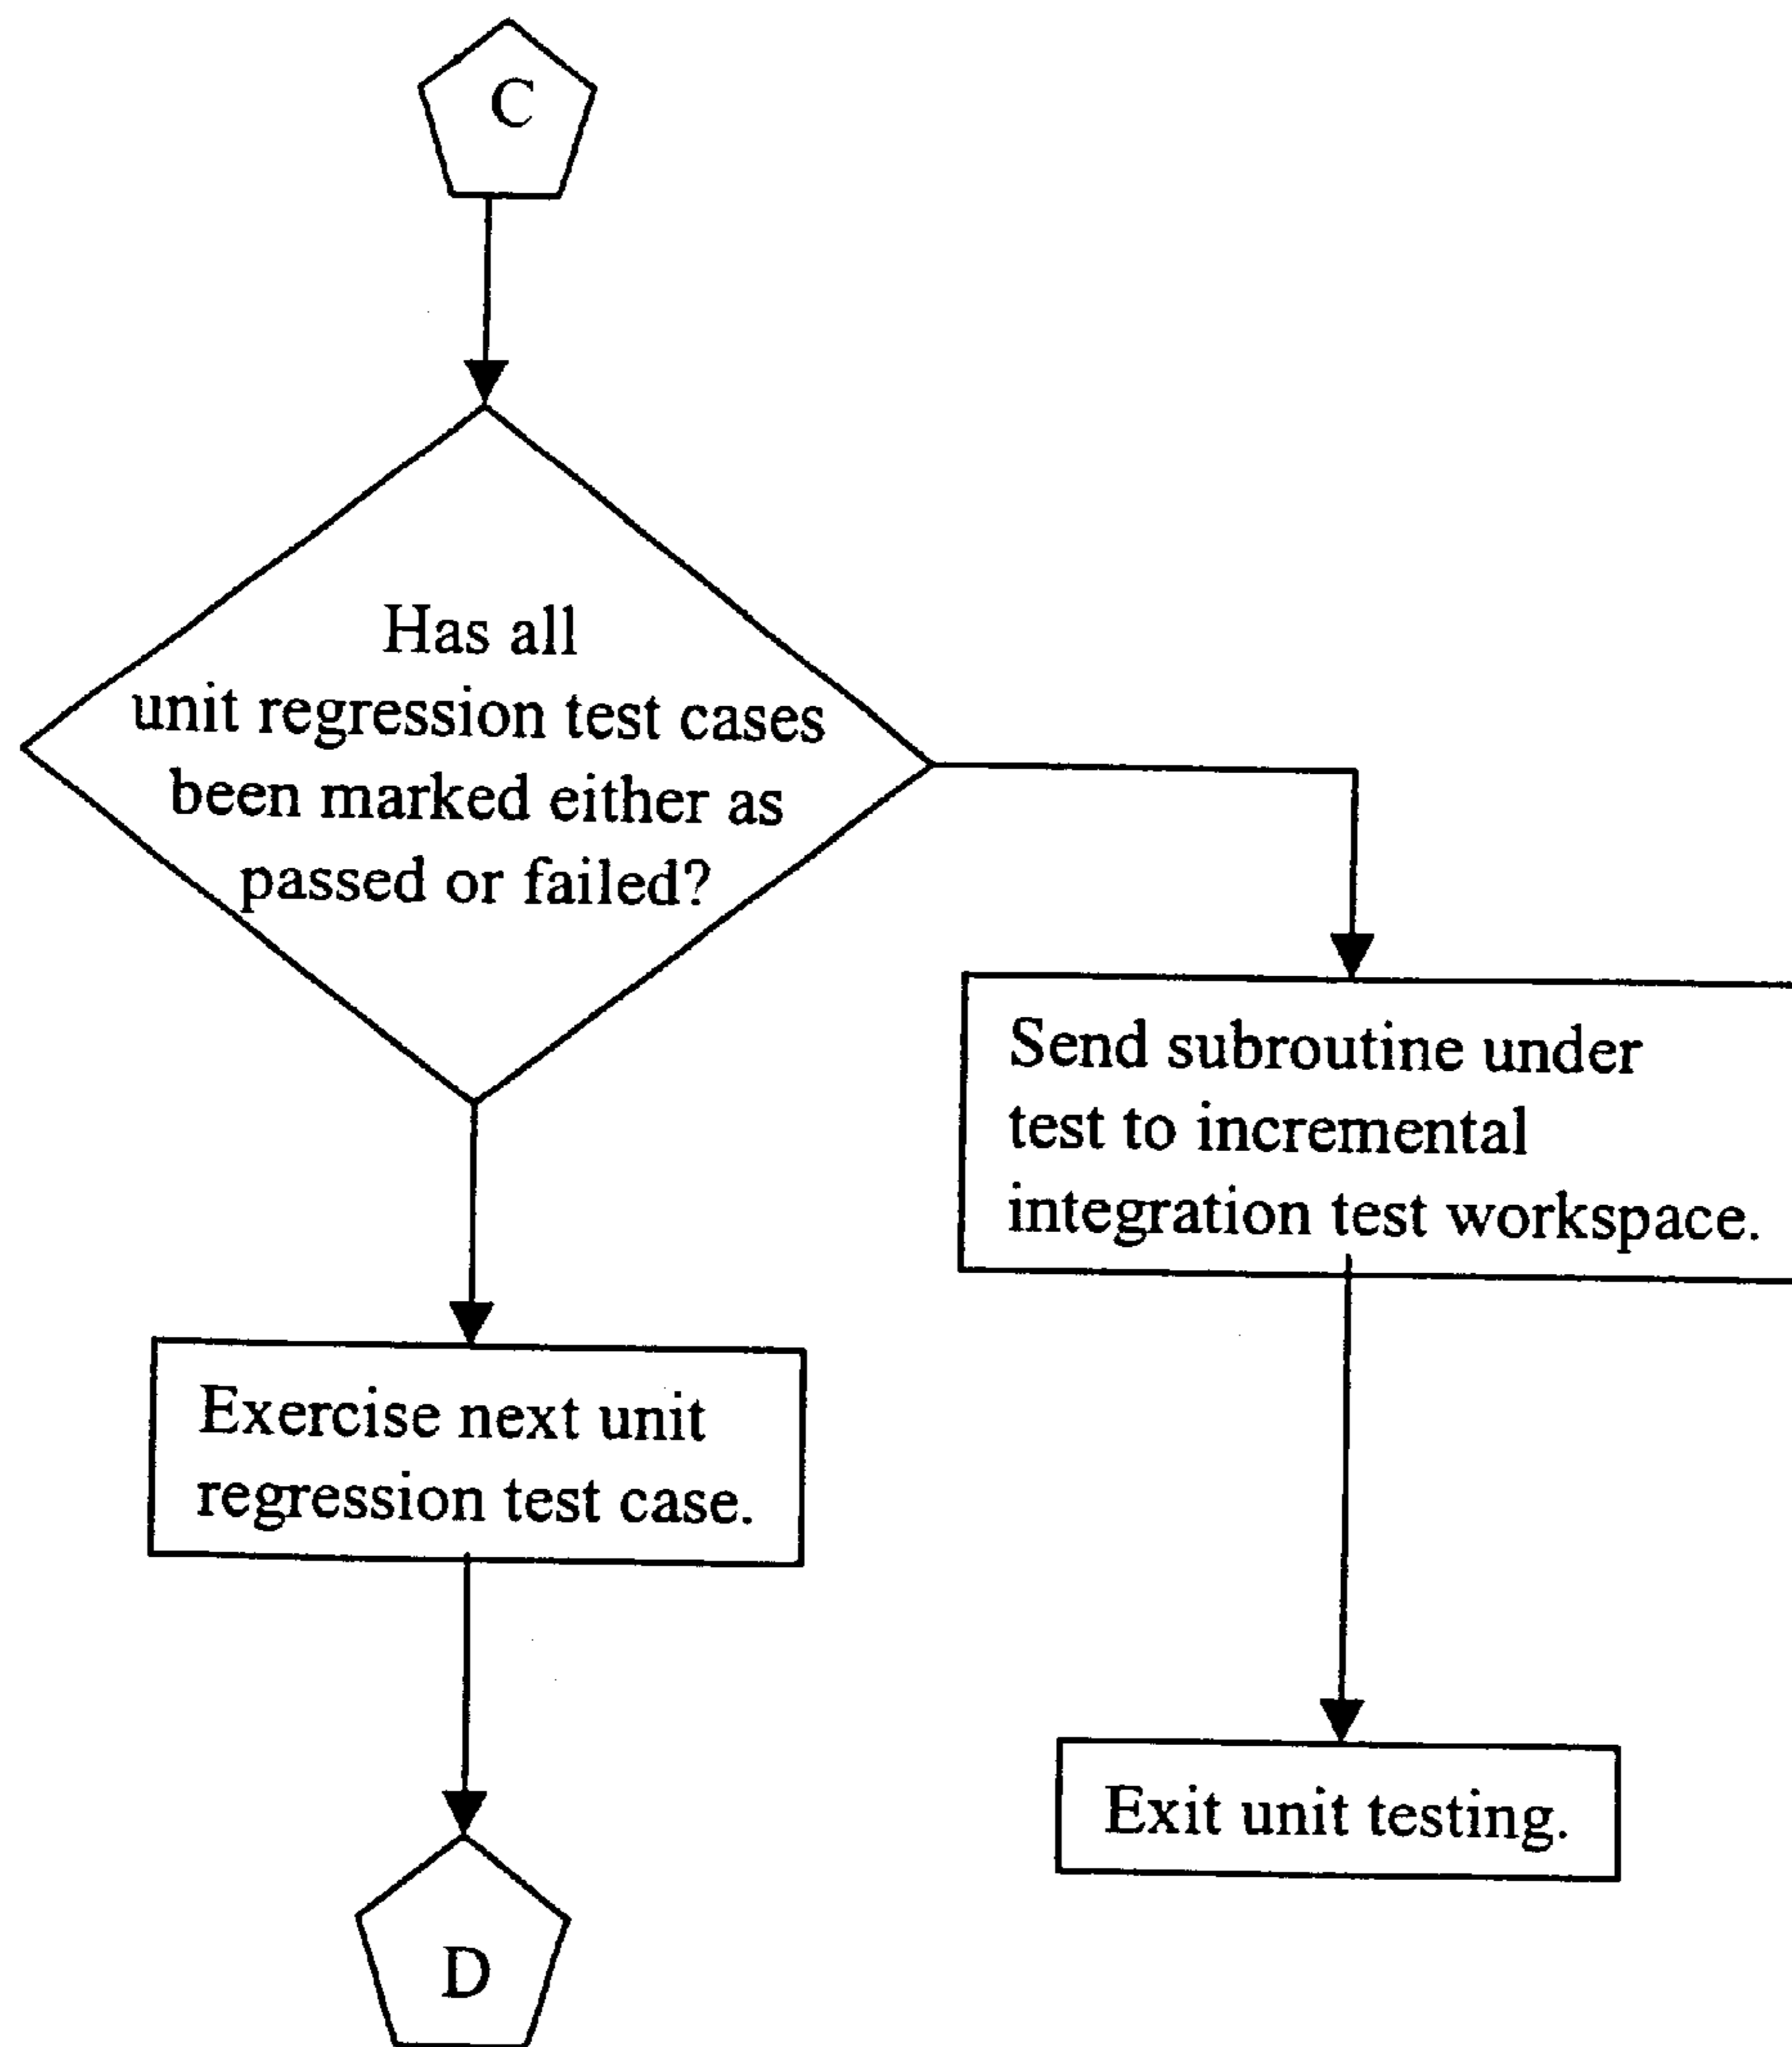 C
Has all
unit regression test cases
been marked either as
passed or failed?
Send subroutine under
test to incremental
integration test workspace.
Exercise next unit
regression test case.
Exit unit testing.
D